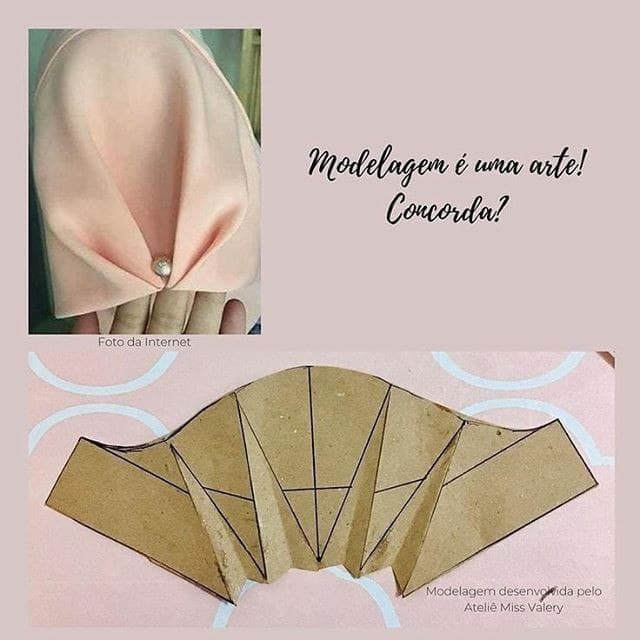 Modelagem é uma arte!
Concorda?
Foto da Internet
Modelagem desenvolvida pelo
Ateliê Miss Valery